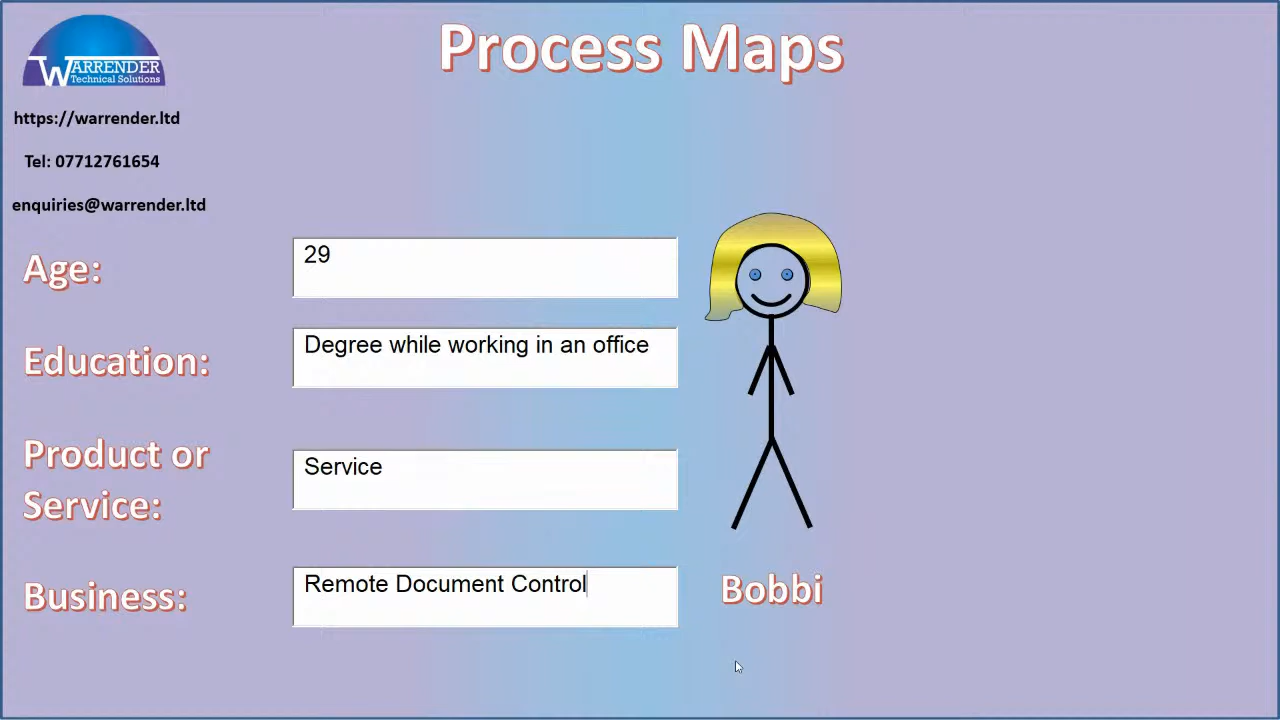 Process Maps
WARRENDER
Technical Solutions
https://warrender.ltd
Tel: 07712761654
enquiries@warrender.ltd
Age:
29
Education:
Degree while working in an office
Product or
Service:
Service
Business:
Remote Document Control
Bobbi